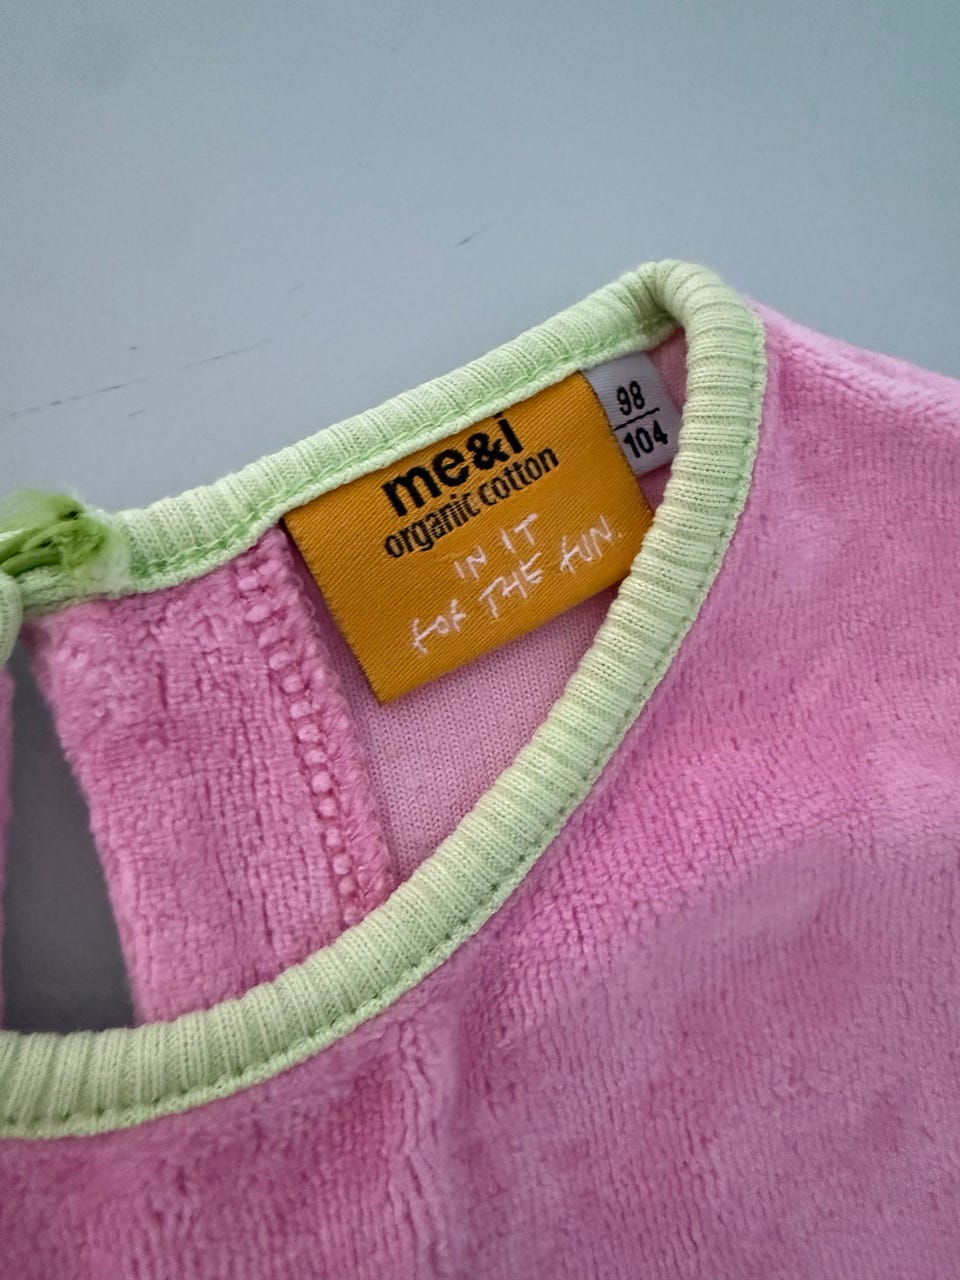 me&i
organic cotton
IN IT
FOR THE FUN.
98
104